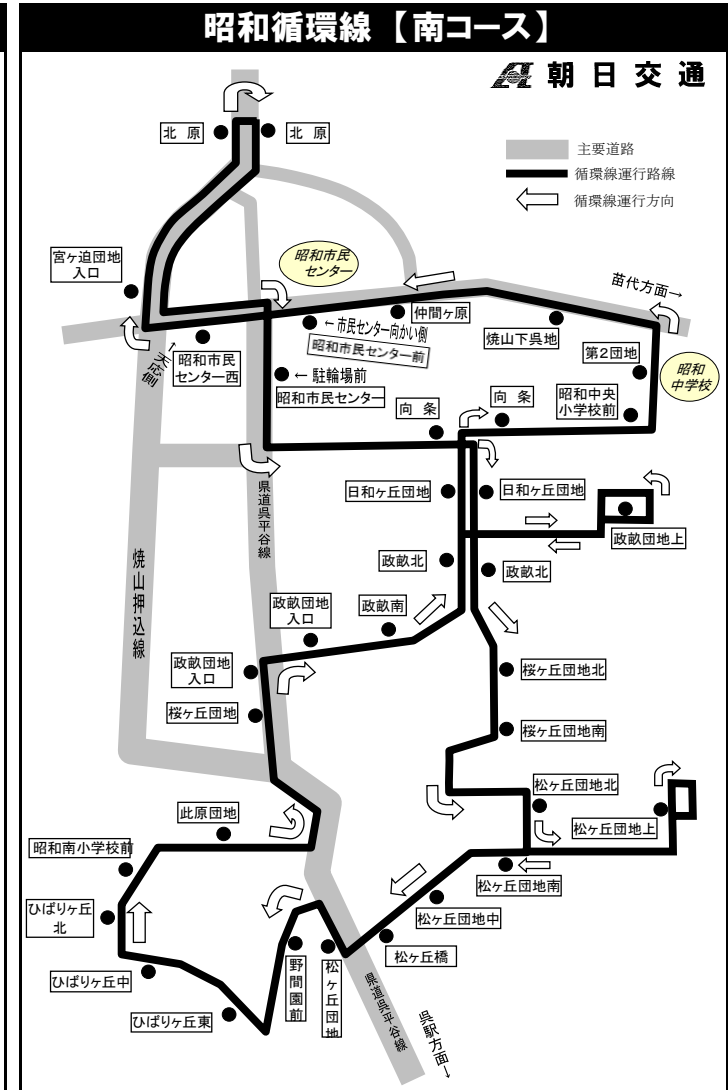 昭和循環線【南コース】
朝日交通
主要道路
循環線運行路線
循環線運行方向
北 原
北 原
宮ヶ迫団地
入口
昭和市民
センター
苗代方面→
仲間ヶ原
←市民センター向かい側
昭和市民センター前
焼山下呉地
第2団地
昭和
中学校
↑天応側
昭和市民
センター西
← 駐輪場前
昭和市民センター
向 条
向 条
昭和中央
小学校前
県道呉平谷線
日和ヶ丘団地
日和ヶ丘団地
政畝団地上
焼山押込線
政畝北
政畝北
政畝団地
入口
政畝南
政畝団地
入口
桜ヶ丘団地
桜ヶ丘団地北
桜ヶ丘団地南
此原団地
松ヶ丘団地北
松ヶ丘団地上
昭和南小学校前
松ヶ丘団地南
ひばりヶ丘
北
松ヶ丘団地中
松ヶ丘橋
野間園前
松ヶ丘団地
ひばりヶ丘中
ひばりヶ丘東
県道呉平谷線
呉駅方面→